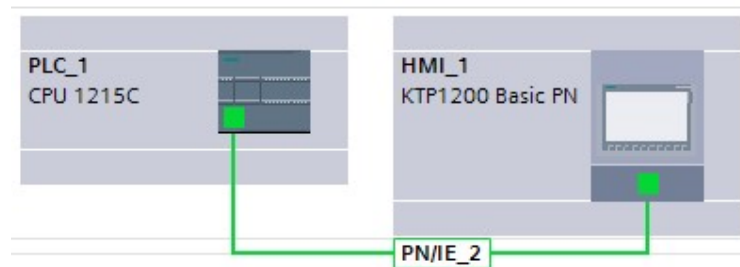 PLC_1
CPU 1215C
HMI_1
KTP1200 Basic PN
PN/IE_2